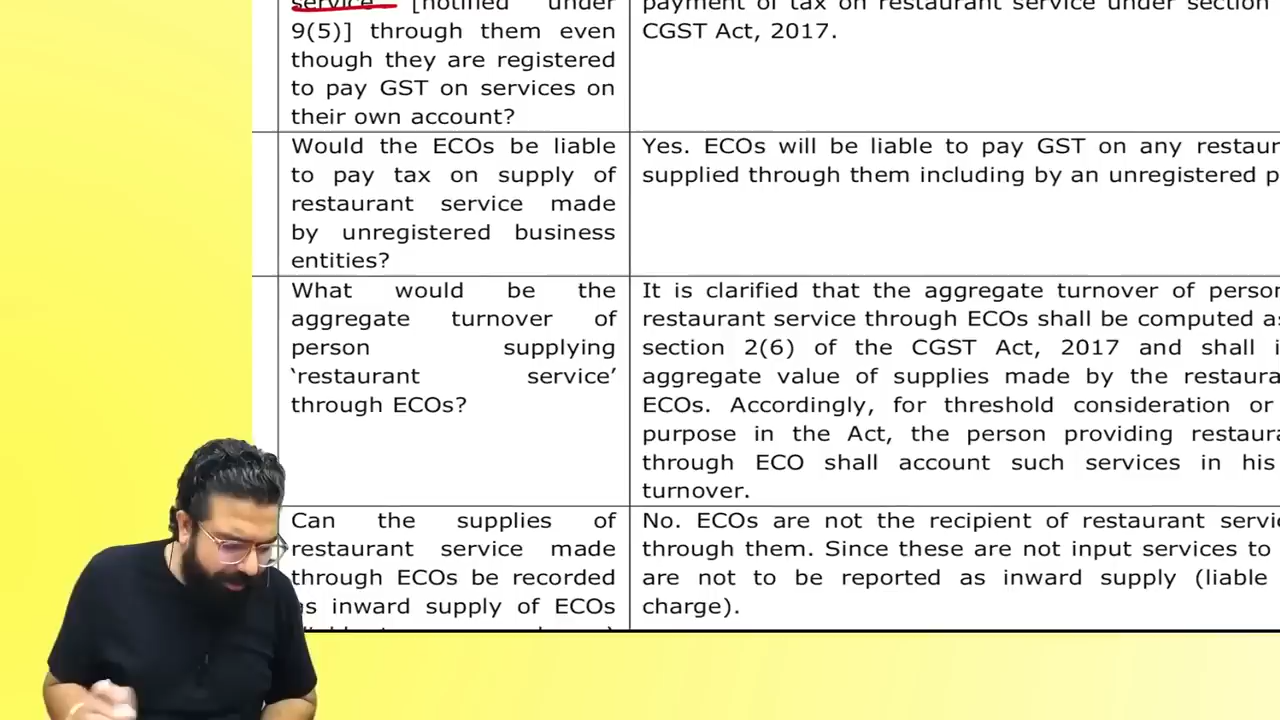 service' [notified under
9(5)] through them even
though they are registered
to pay GST on services on
their own account?
payment of tax on restaurant service under section
CGST Act, 2017.
Would the ECOs be liable
to pay tax on supply of
restaurant service made
by unregistered business
entities?
Yes. ECOs will be liable to pay GST on any
supplied through them including by an unregistered
What would be the
aggregate turnover of
person supplying
‘restaurant service’
through ECOs?
It is clarified that the aggregate turnover of
restaurant service through ECOs shall be computed
section 2(6) of the CGST Act, 2017 and shall
aggregate value of supplies made by the
ECOs. Accordingly, for threshold consideration or
purpose in the Act, the person providing
through ECO shall account such services in his
turnover.
Can the supplies of
restaurant service made
through ECOs be recorded
as inward supply of ECOs
No. ECOs are not the recipient of restaurant
through them. Since these are not input services to
are not to be reported as inward supply (liable
charge).